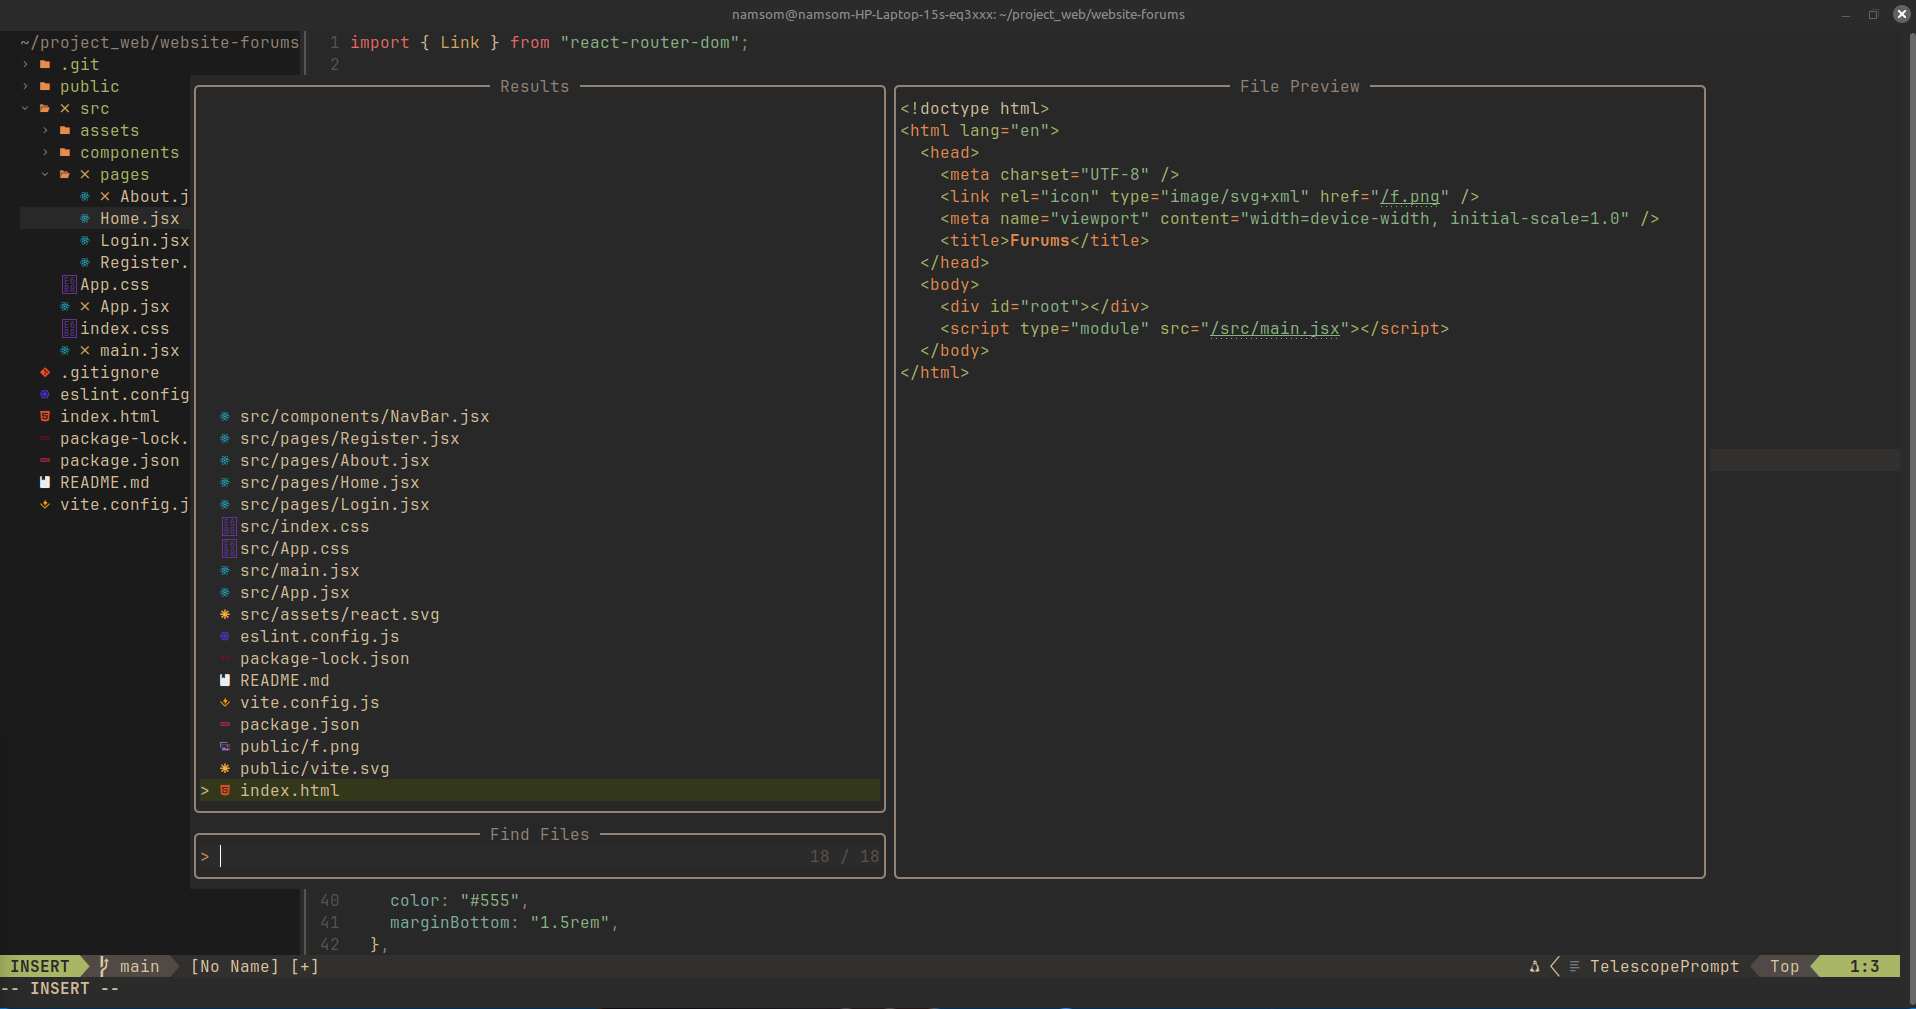 namsom@namsom-HP-Laptop-15s-eq3xxx: ~/project_web/website-forums
~/project_web/website-forums
.git
public
src
assets
components
pages
About.j
Home.jsx
Login.jsx
Register.
App.css
App.jsx
index.css
main.jsx
.gitignore
eslint.config
index.html
package-lock.
package.json
README.md
vite.config.j
1 import { Link } from "react-router-dom";
2
Results
src/components/NavBar.jsx
src/pages/Register.jsx
src/pages/About.jsx
src/pages/Home.jsx
src/pages/Login.jsx
src/index.css
src/App.css
src/main.jsx
src/App.jsx
src/assets/react.svg
eslint.config.js
package-lock.json
README.md
vite.config.js
package.json
public/f.png
public/vite.svg
> index.html
Find Files
> 18 / 18
File Preview
<!doctype html>
<html lang="en">
<head>
<meta charset="UTF-8" />
<link rel="icon" type="image/svg+xml" href="/f.png" />
<meta name="viewport" content="width=device-width, initial-scale=1.0" />
<title>Furums</title>
</head>
<body>
<div id="root"></div>
<script type="module" src="/src/main.jsx"></script>
</body>
</html>
40 color: "#555",
41 marginBottom: "1.5rem",
42 },
INSERT main [No Name] [+] TelescopePrompt Top 1:3
-- INSERT --